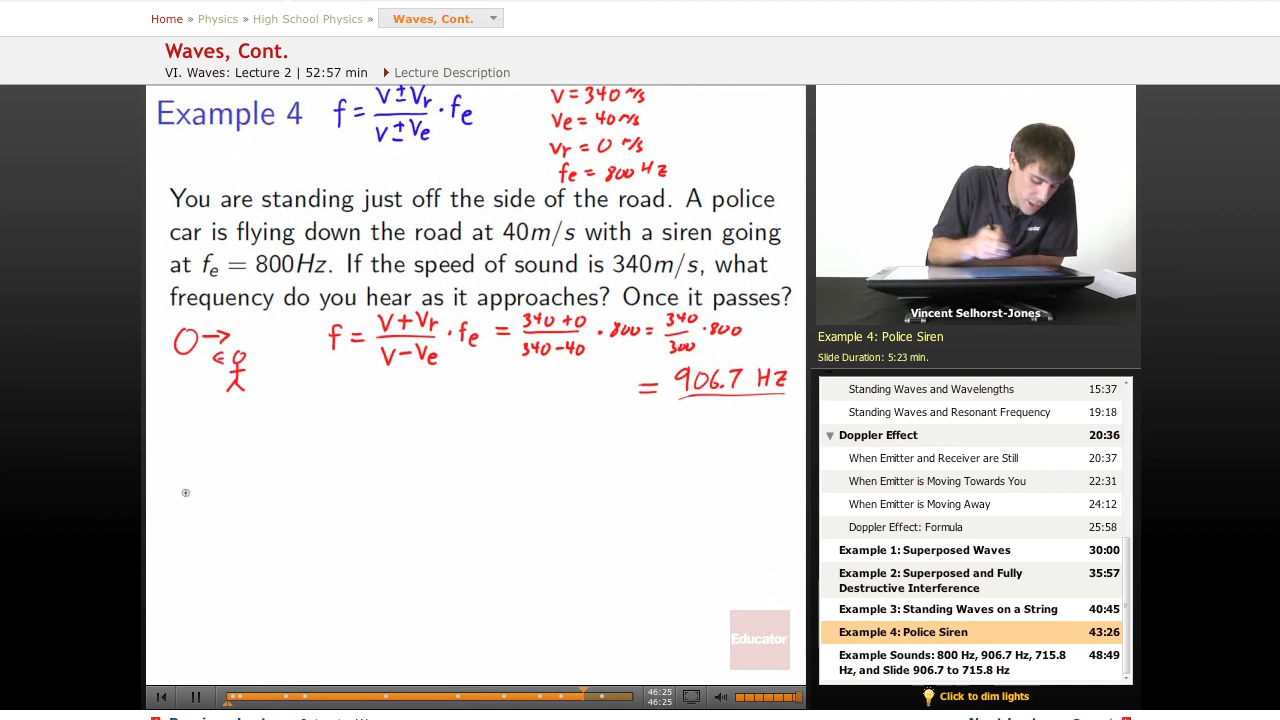 Home » Physics » High School Physics » Waves, Cont.
Waves, Cont.
VI. Waves: Lecture 2 | 52:57 min Lecture Description
Example 4 f = V ± Vr / V ± Ve · fe
V = 340 m/s
Ve = 40 m/s
Vr = 0 m/s
fe = 800 Hz
You are standing just off the side of the road. A police
car is flying down the road at 40m/s with a siren going
at fe = 800Hz. If the speed of sound is 340m/s, what
frequency do you hear as it approaches? Once it passes?
f = V + Vr / V - Ve · fe = 340 + 0 / 340 - 40 · 800 = 340 / 300 · 800
= 906.7 Hz
Educator
46:25
46:25
Vincent Selhorst-Jones
Example 4: Police Siren
Slide Duration: 5:23 min.
Standing Waves and Wavelengths 15:37
Standing Waves and Resonant Frequency 19:18
Doppler Effect 20:36
When Emitter and Receiver are Still 20:37
When Emitter is Moving Towards You 22:31
When Emitter is Moving Away 24:12
Doppler Effect: Formula 25:58
Example 1: Superposed Waves 30:00
Example 2: Superposed and Fully 35:57
Destructive Interference
Example 3: Standing Waves on a String 40:45
Example 4: Police Siren 43:26
Example Sounds: 800 Hz, 906.7 Hz, 715.8 48:49
Hz, and Slide 906.7 to 715.8 Hz
Click to dim lights